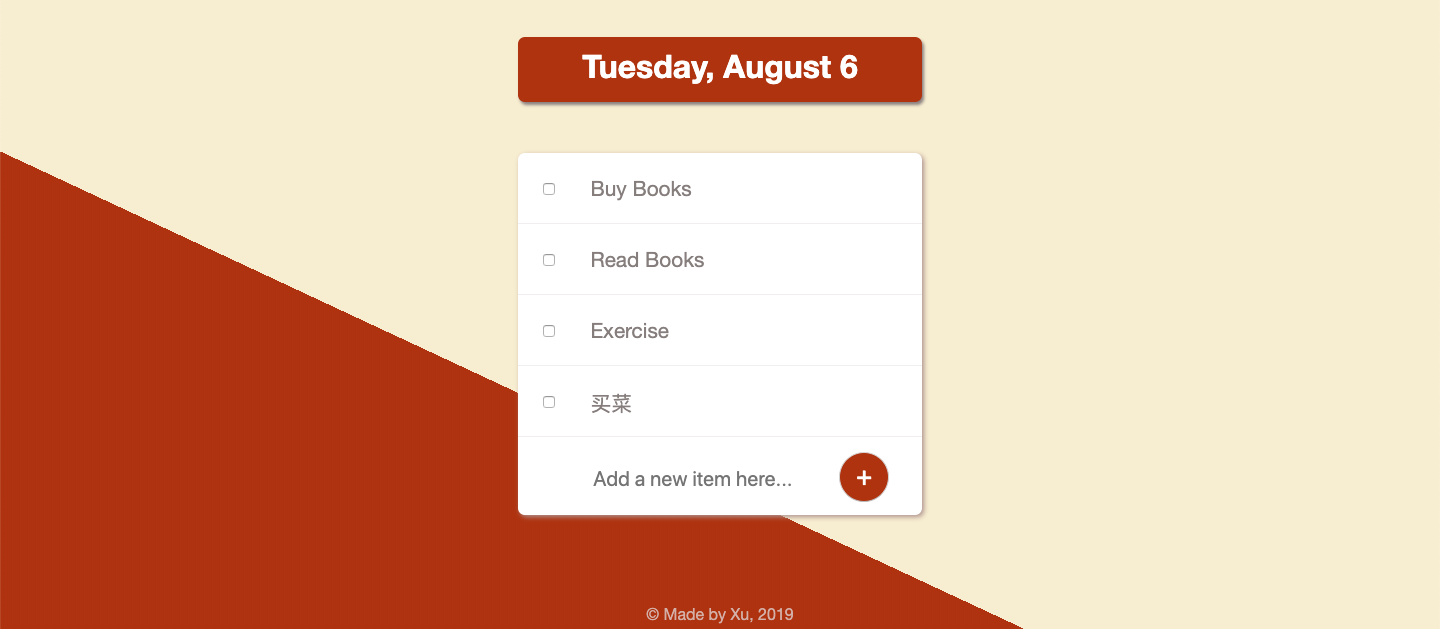 Tuesday, August 6
Buy Books
Read Books
Exercise
买菜
Add a new item here...
+
© Made by Xu, 2019